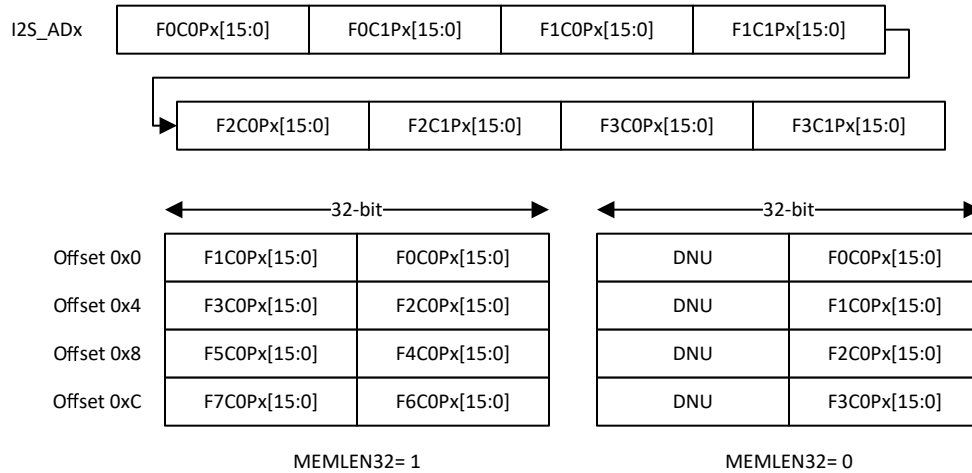 I2S_ADx F0C0Px[15:0] F0C1Px[15:0] F1C0Px[15:0] F1C1Px[15:0]
F2C0Px[15:0] F2C1Px[15:0] F3C0Px[15:0] F3C1Px[15:0]
32-bit 32-bit
Offset 0x0 F1C0Px[15:0] F0C0Px[15:0] DNU F0C0Px[15:0]
Offset 0x4 F3C0Px[15:0] F2C0Px[15:0] DNU F1C0Px[15:0]
Offset 0x8 F5C0Px[15:0] F4C0Px[15:0] DNU F2C0Px[15:0]
Offset 0xC F7C0Px[15:0] F6C0Px[15:0] DNU F3C0Px[15:0]
MEMLEN32= 1 MEMLEN32= 0